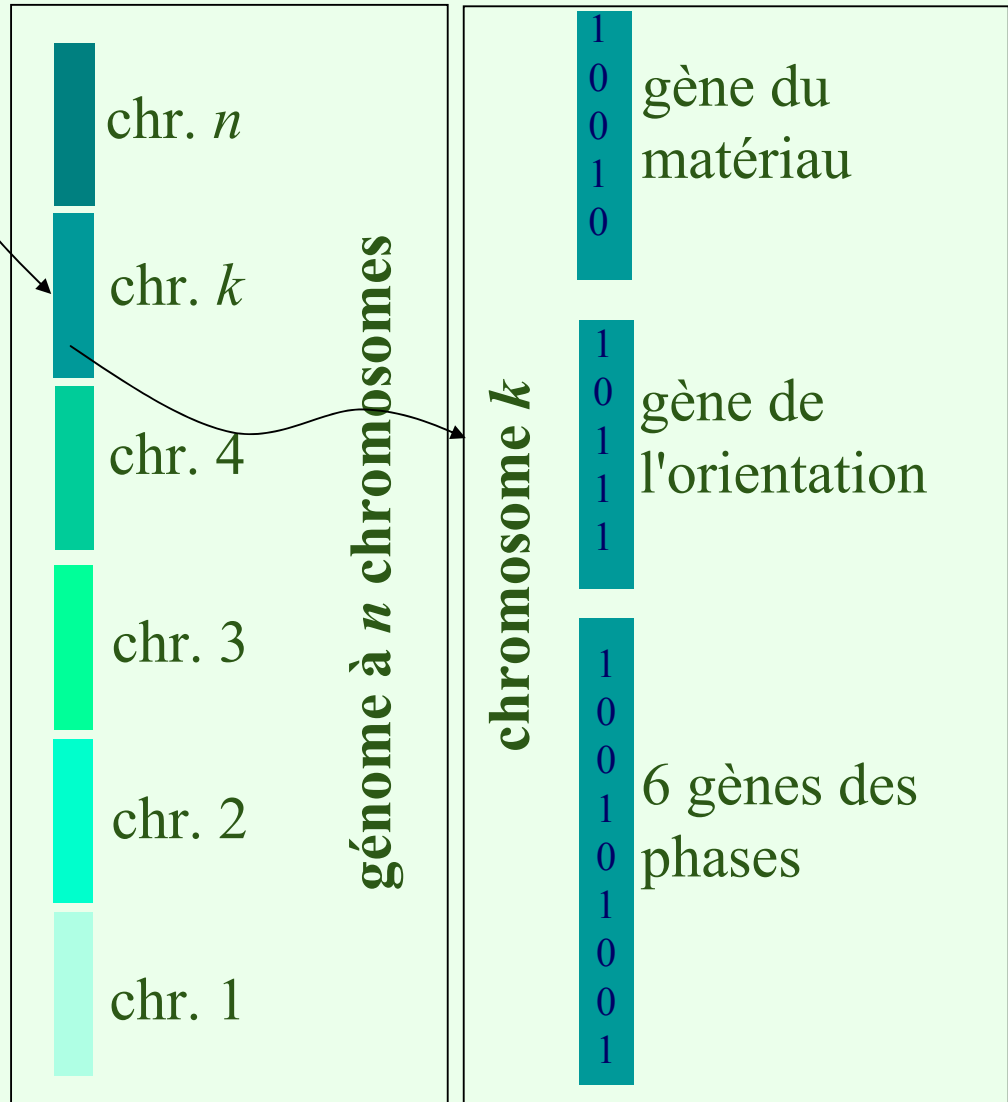 chr. n
chr. k
chr. 4
chr. 3
chr. 2
chr. 1
génome à n chromosomes
chromosome k
1
0
0
1
0
gène du
matériau
1
0
1
1
1
gène de
l'orientation
1
0
0
1
0
1
0
0
1
6 gènes des
phases